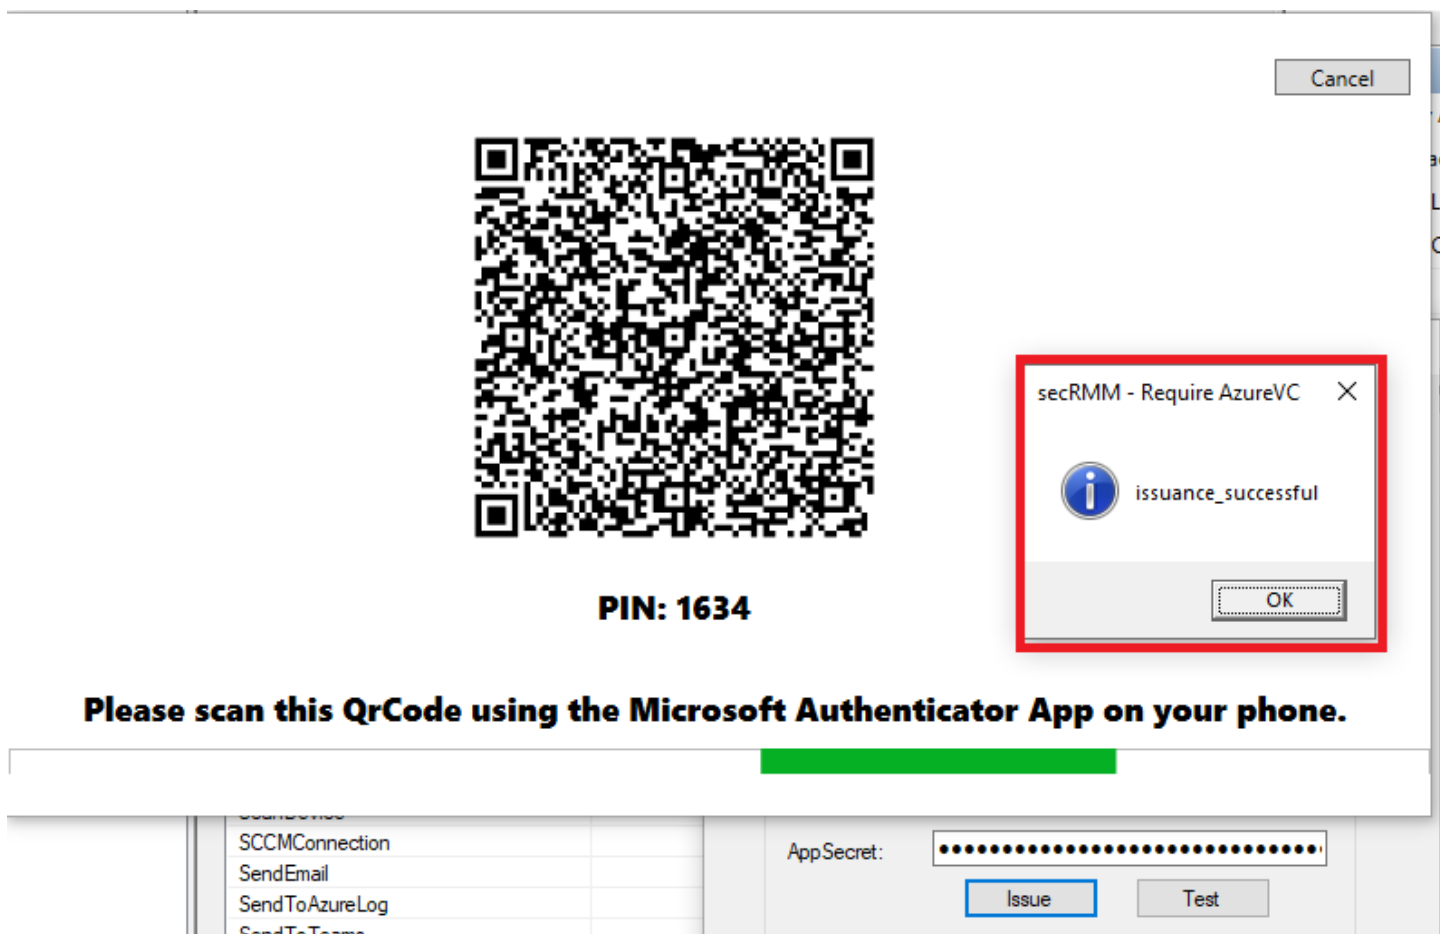 Cancel
secRMM - Require AzureVC
issuance_successful
OK
PIN: 1634
Please scan this QrCode using the Microsoft Authenticator App on your phone.
SCCMConnection
SendEmail
SendToAzureLog
AppSecret:
Issue
Test